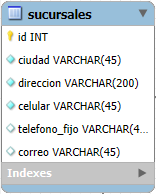 sucursales
id INT
ciudad VARCHAR(45)
direccion VARCHAR(200)
celular VARCHAR(45)
telefono_fijo VARCHAR(4...
correo VARCHAR(45)
Indexes